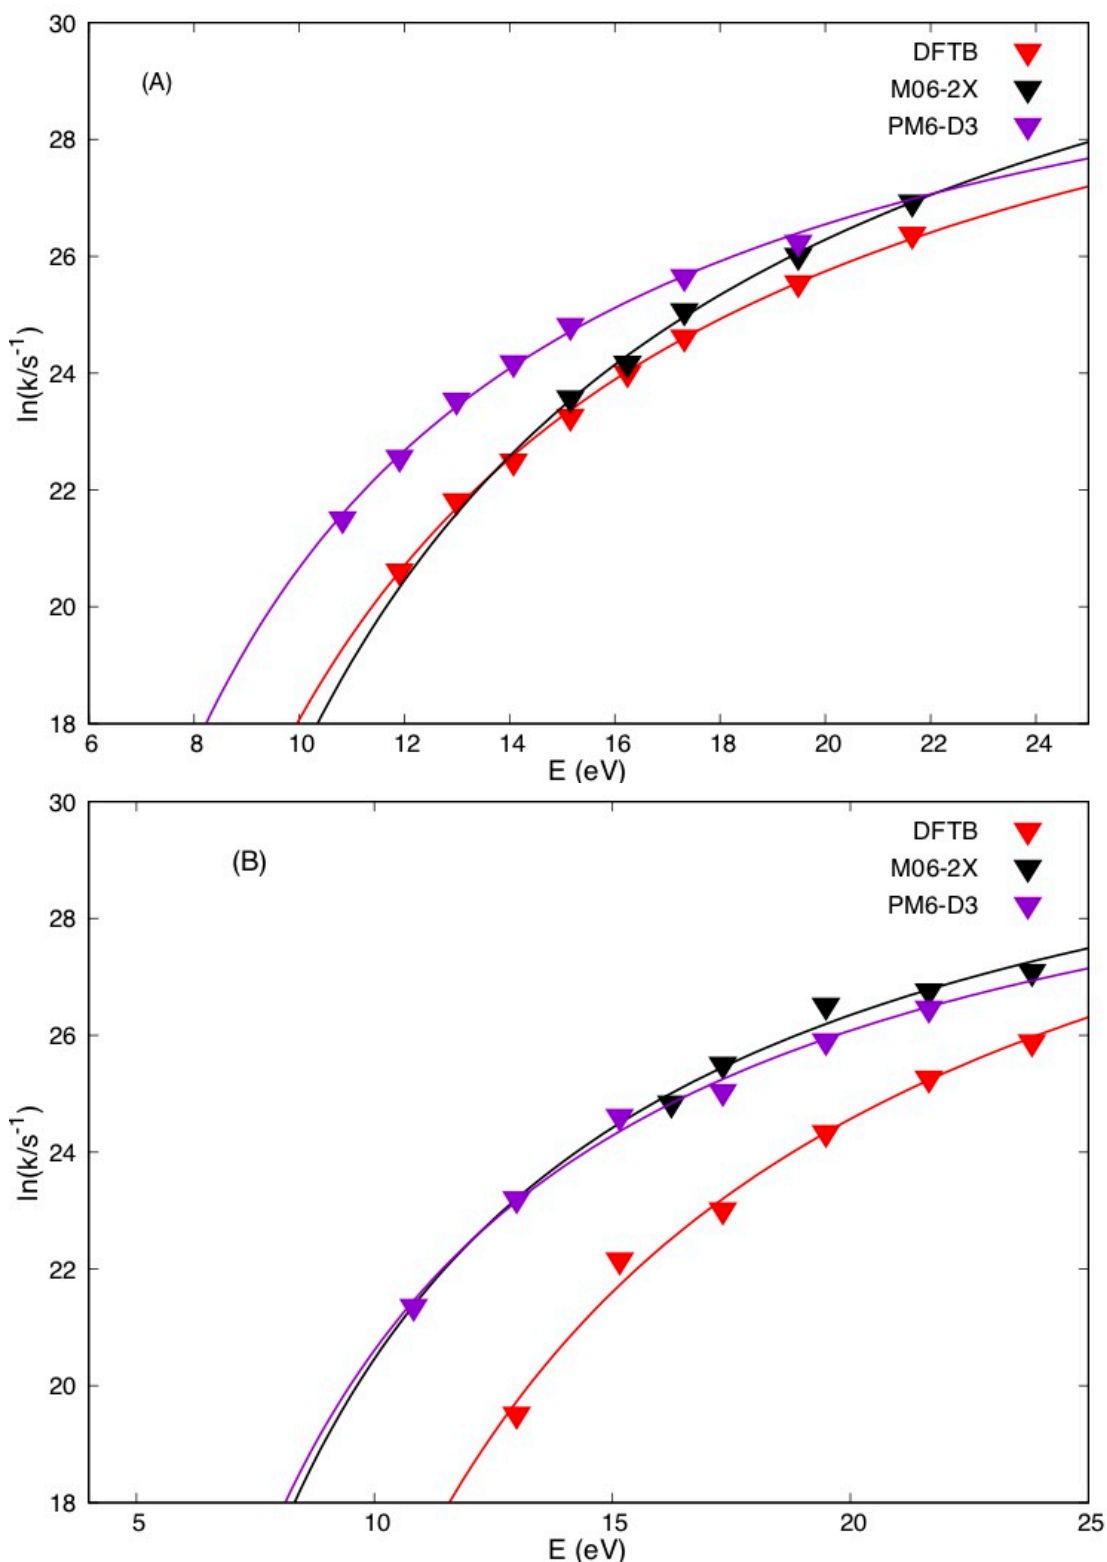 30
(A)
DFTB
M06-2X
PM6-D3
28
26
ln(k/s⁻¹)
24
22
20
18
6 8 10 12 14 16 18 20 22 24
E (eV)
30
(B)
DFTB
M06-2X
PM6-D3
28
26
ln(k/s⁻¹)
24
22
20
18
5 10 15 20 25
E (eV)